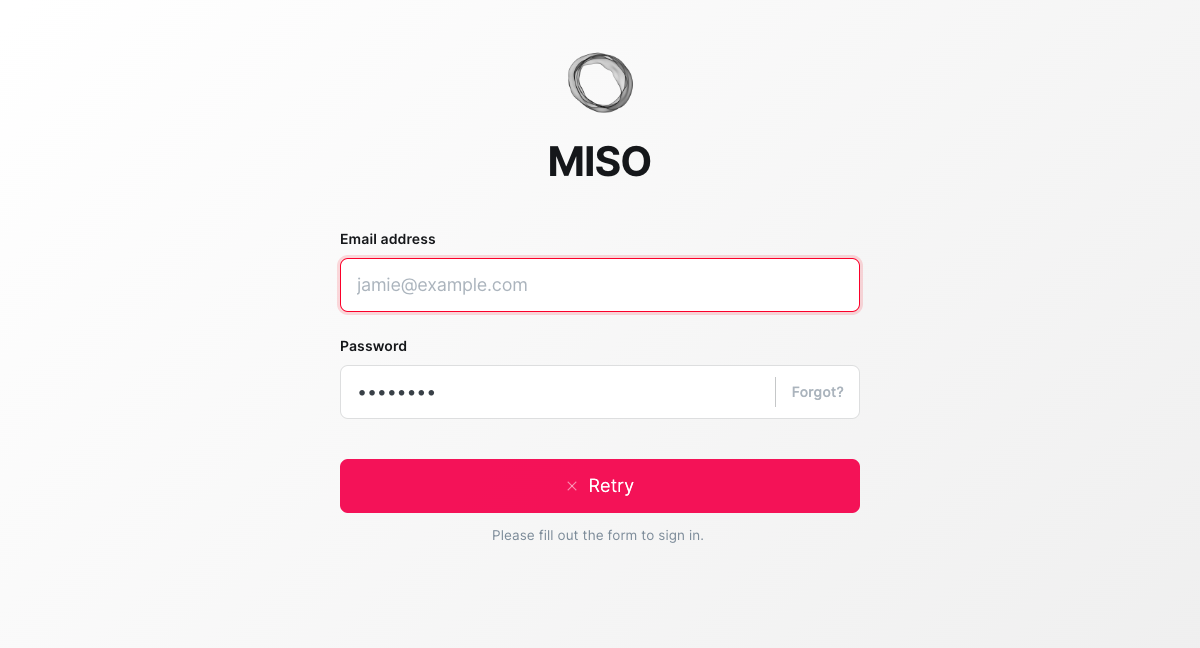 MISO
Email address
jamie@example.com
Password
••••••••
Forgot?
× Retry
Please fill out the form to sign in.